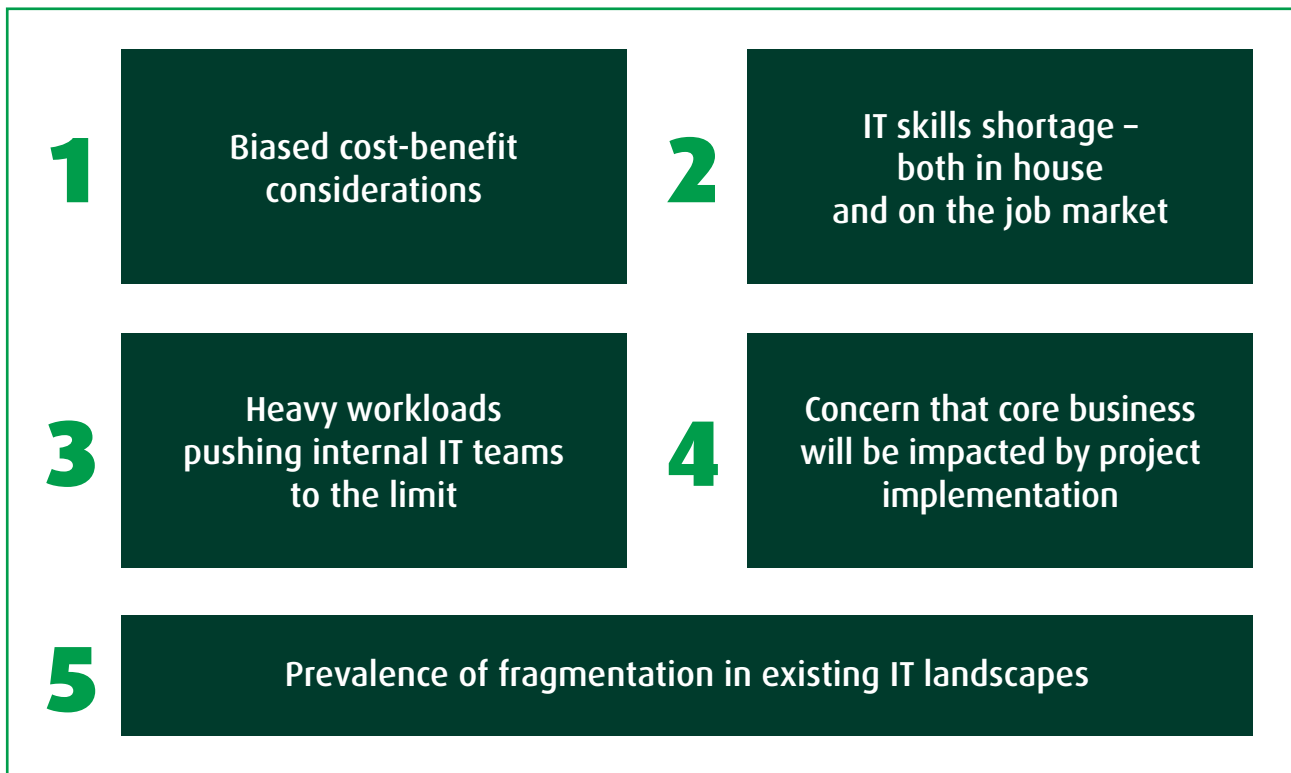 1
Biased cost-benefit
considerations
2
IT skills shortage –
both in house
and on the job market
3
Heavy workloads
pushing internal IT teams
to the limit
4
Concern that core business
will be impacted by project
implementation
5
Prevalence of fragmentation in existing IT landscapes